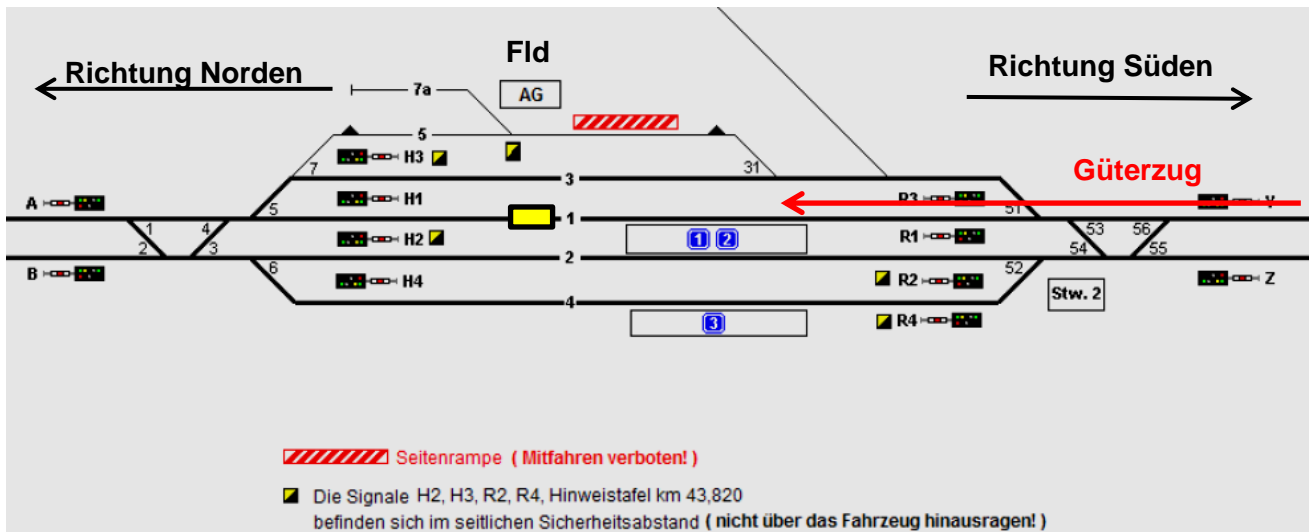 Fld
Richtung Norden
Richtung Süden
7a
AG
5
H3
7
31
3
Güterzug
A
H1
R3
V
5
51
1
1
4
H2
1 2
R1
53
56
2
3
2
54
55
B
6
H4
R2
52
Z
4
Stw. 2
3
R4
Seitenrampe ( Mitfahren verboten! )
Die Signale H2, H3, R2, R4, Hinweistafel km 43,820
befinden sich im seitlichen Sicherheitsabstand ( nicht über das Fahrzeug hinausragen! )